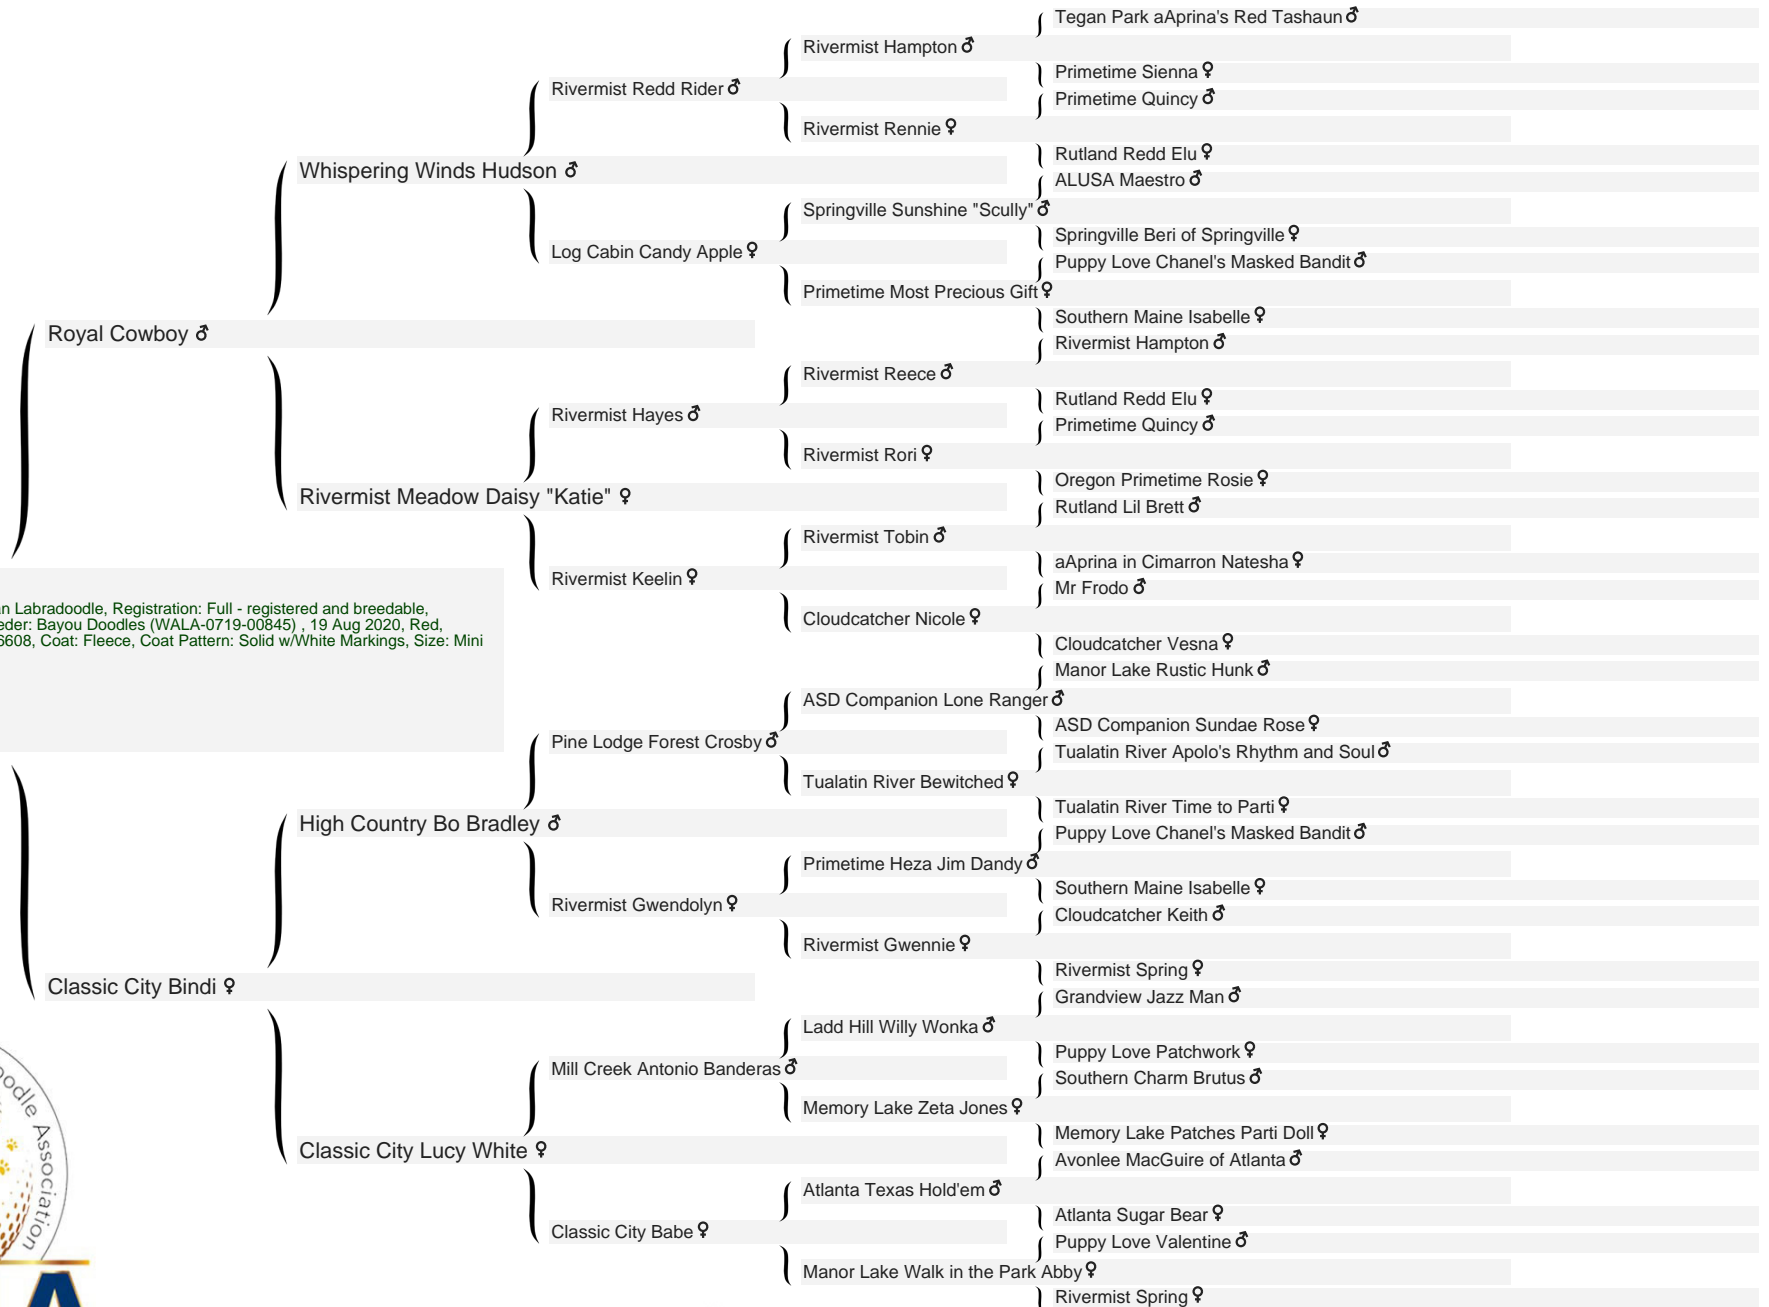 Tegan Park aAprina's Red Tashaun ♂
Rivermist Hampton ♂
Primetime Sienna ♀
Rivermist Redd Rider ♂
Primetime Quincy ♂
Rivermist Rennie ♀
Rutland Redd Elu ♀
Whispering Winds Hudson ♂
ALUSA Maestro ♂
Springville Sunshine "Scully" ♂
Springville Beri of Springville ♀
Log Cabin Candy Apple ♀
Puppy Love Chanel's Masked Bandit ♂
Primetime Most Precious Gift ♀
Southern Maine Isabelle ♀
Royal Cowboy ♂
Rivermist Hampton ♂
Rivermist Reece ♂
Rutland Redd Elu ♀
Rivermist Hayes ♂
Primetime Quincy ♂
Rivermist Rori ♀
Oregon Primetime Rosie ♀
Rivermist Meadow Daisy "Katie" ♀
Rutland Lil Brett ♂
Rivermist Tobin ♂
aAprina in Cimarron Natesha ♀
Rivermist Keelin ♀
Mr Frodo ♂
Cloudcatcher Nicole ♀
Cloudcatcher Vesna ♀
n Labradoodle, Registration: Full - registered and breedable,
eder: Bayou Doodles (WALA-0719-00845) , 19 Aug 2020, Red,
6608, Coat: Fleece, Coat Pattern: Solid w/White Markings, Size: Mini
Manor Lake Rustic Hunk ♂
ASD Companion Lone Ranger ♂
ASD Companion Sundae Rose ♀
Pine Lodge Forest Crosby ♂
Tualatin River Apolo's Rhythm and Soul ♂
Tualatin River Bewitched ♀
Tualatin River Time to Parti ♀
High Country Bo Bradley ♂
Puppy Love Chanel's Masked Bandit ♂
Primetime Heza Jim Dandy ♂
Southern Maine Isabelle ♀
Rivermist Gwendolyn ♀
Cloudcatcher Keith ♂
Rivermist Gwennie ♀
Rivermist Spring ♀
Classic City Bindi ♀
Grandview Jazz Man ♂
Ladd Hill Willy Wonka ♂
Puppy Love Patchwork ♀
Mill Creek Antonio Banderas ♂
Southern Charm Brutus ♂
Memory Lake Zeta Jones ♀
Memory Lake Patches Parti Doll ♀
Classic City Lucy White ♀
Avonlee MacGuire of Atlanta ♂
Atlanta Texas Hold'em ♂
Atlanta Sugar Bear ♀
Classic City Babe ♀
Puppy Love Valentine ♂
Manor Lake Walk in the Park Abby ♀
Rivermist Spring ♀
oodle Association
A